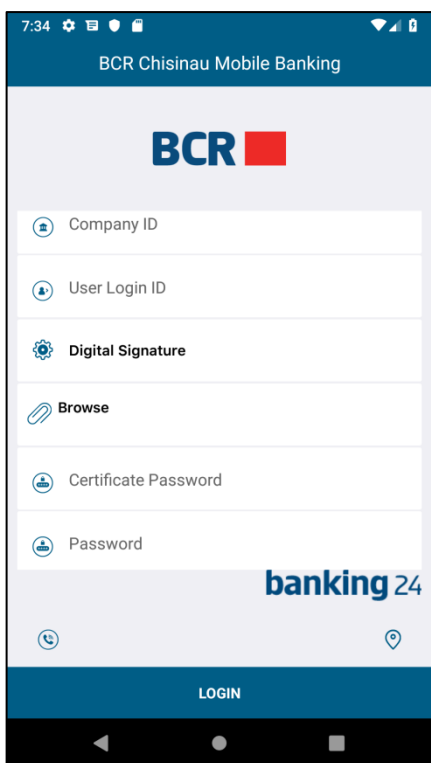 7:34
BCR Chisinau Mobile Banking
BCR
Company ID
User Login ID
Digital Signature
Browse
Certificate Password
Password
banking 24
LOGIN